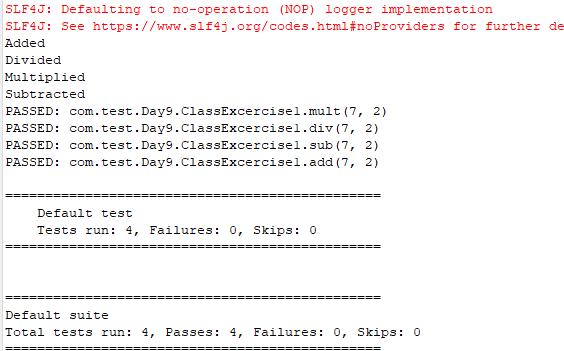 SLF4J: Defaulting to no-operation (NOP) logger implementation
SLF4J: See https://www.slf4j.org/codes.html#noProviders for further de
Added
Divided
Multiplied
Subtracted
PASSED: com.test.Day9.ClassExcercise1.mult(7, 2)
PASSED: com.test.Day9.ClassExcercise1.div(7, 2)
PASSED: com.test.Day9.ClassExcercise1.sub(7, 2)
PASSED: com.test.Day9.ClassExcercise1.add(7, 2)
===============================================
Default test
Tests run: 4, Failures: 0, Skips: 0
===============================================
===============================================
Default suite
Total tests run: 4, Passes: 4, Failures: 0, Skips: 0
===============================================